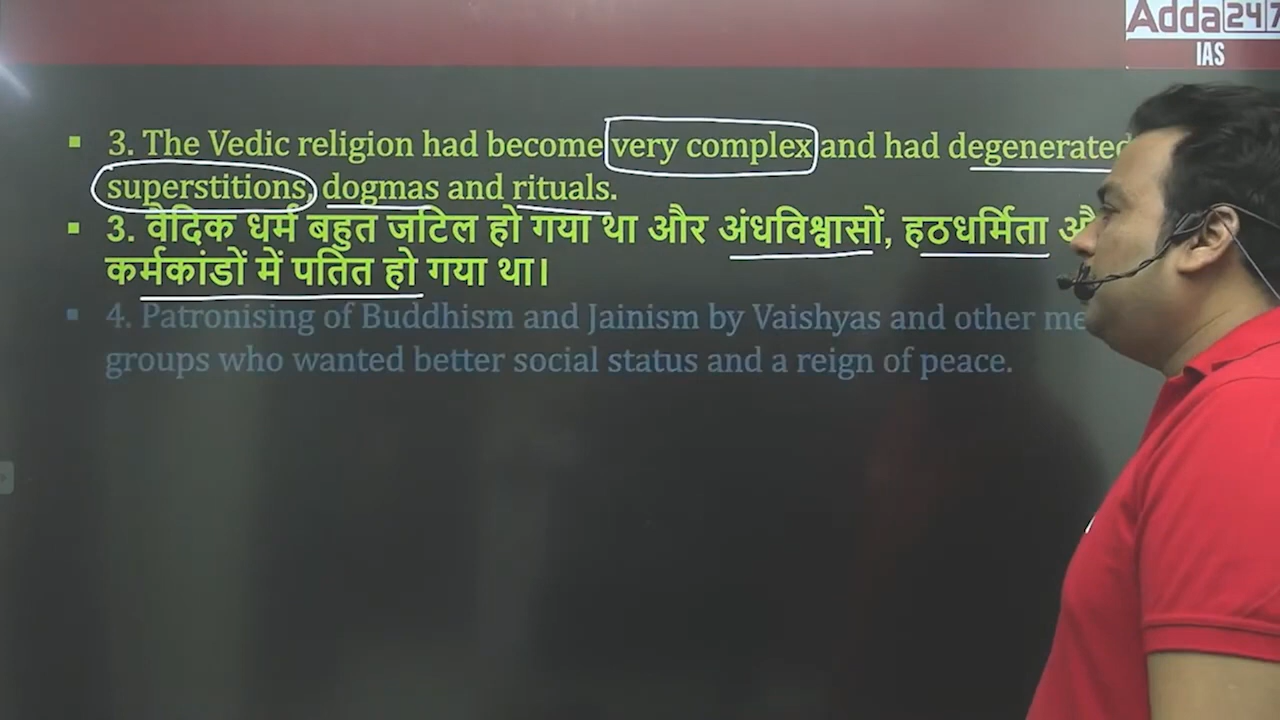 Adda247
IAS
▪ 3. The Vedic religion had become very complex and had degenerated
superstitions, dogmas and rituals.
▪ 3. वैदिक धर्म बहुत जटिल हो गया था और अंधविश्वासों, हठधर्मिता
कर्मकांडों में पतित हो गया था।
▪ 4. Patronising of Buddhism and Jainism by Vaishyas and other
groups who wanted better social status and a reign of peace.